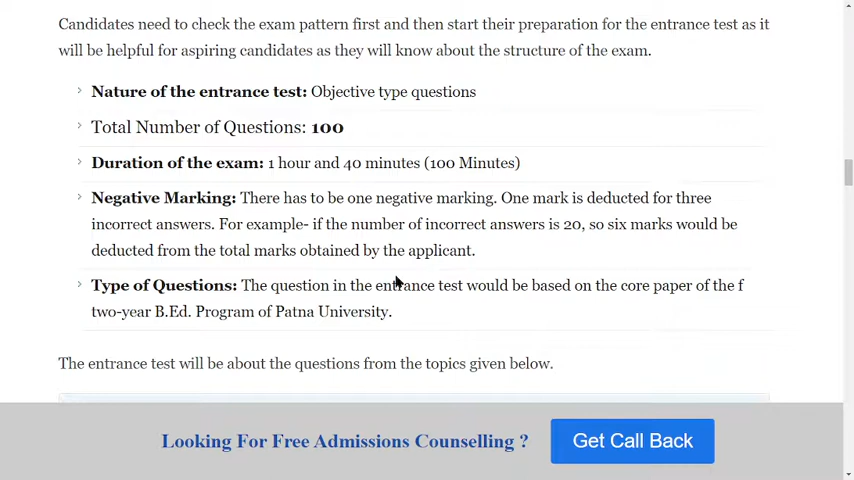 Candidates need to check the exam pattern first and then start their preparation for the entrance test as it
will be helpful for aspiring candidates as they will know about the structure of the exam.
Nature of the entrance test: Objective type questions
Total Number of Questions: 100
Duration of the exam: 1 hour and 40 minutes (100 Minutes)
Negative Marking: There has to be one negative marking. One mark is deducted for three
incorrect answers. For example- if the number of incorrect answers is 20, so six marks would be
deducted from the total marks obtained by the applicant.
Type of Questions: The question in the entrance test would be based on the core paper of the f
two-year B.Ed. Program of Patna University.
The entrance test will be about the questions from the topics given below.
Looking For Free Admissions Counselling ?
Get Call Back